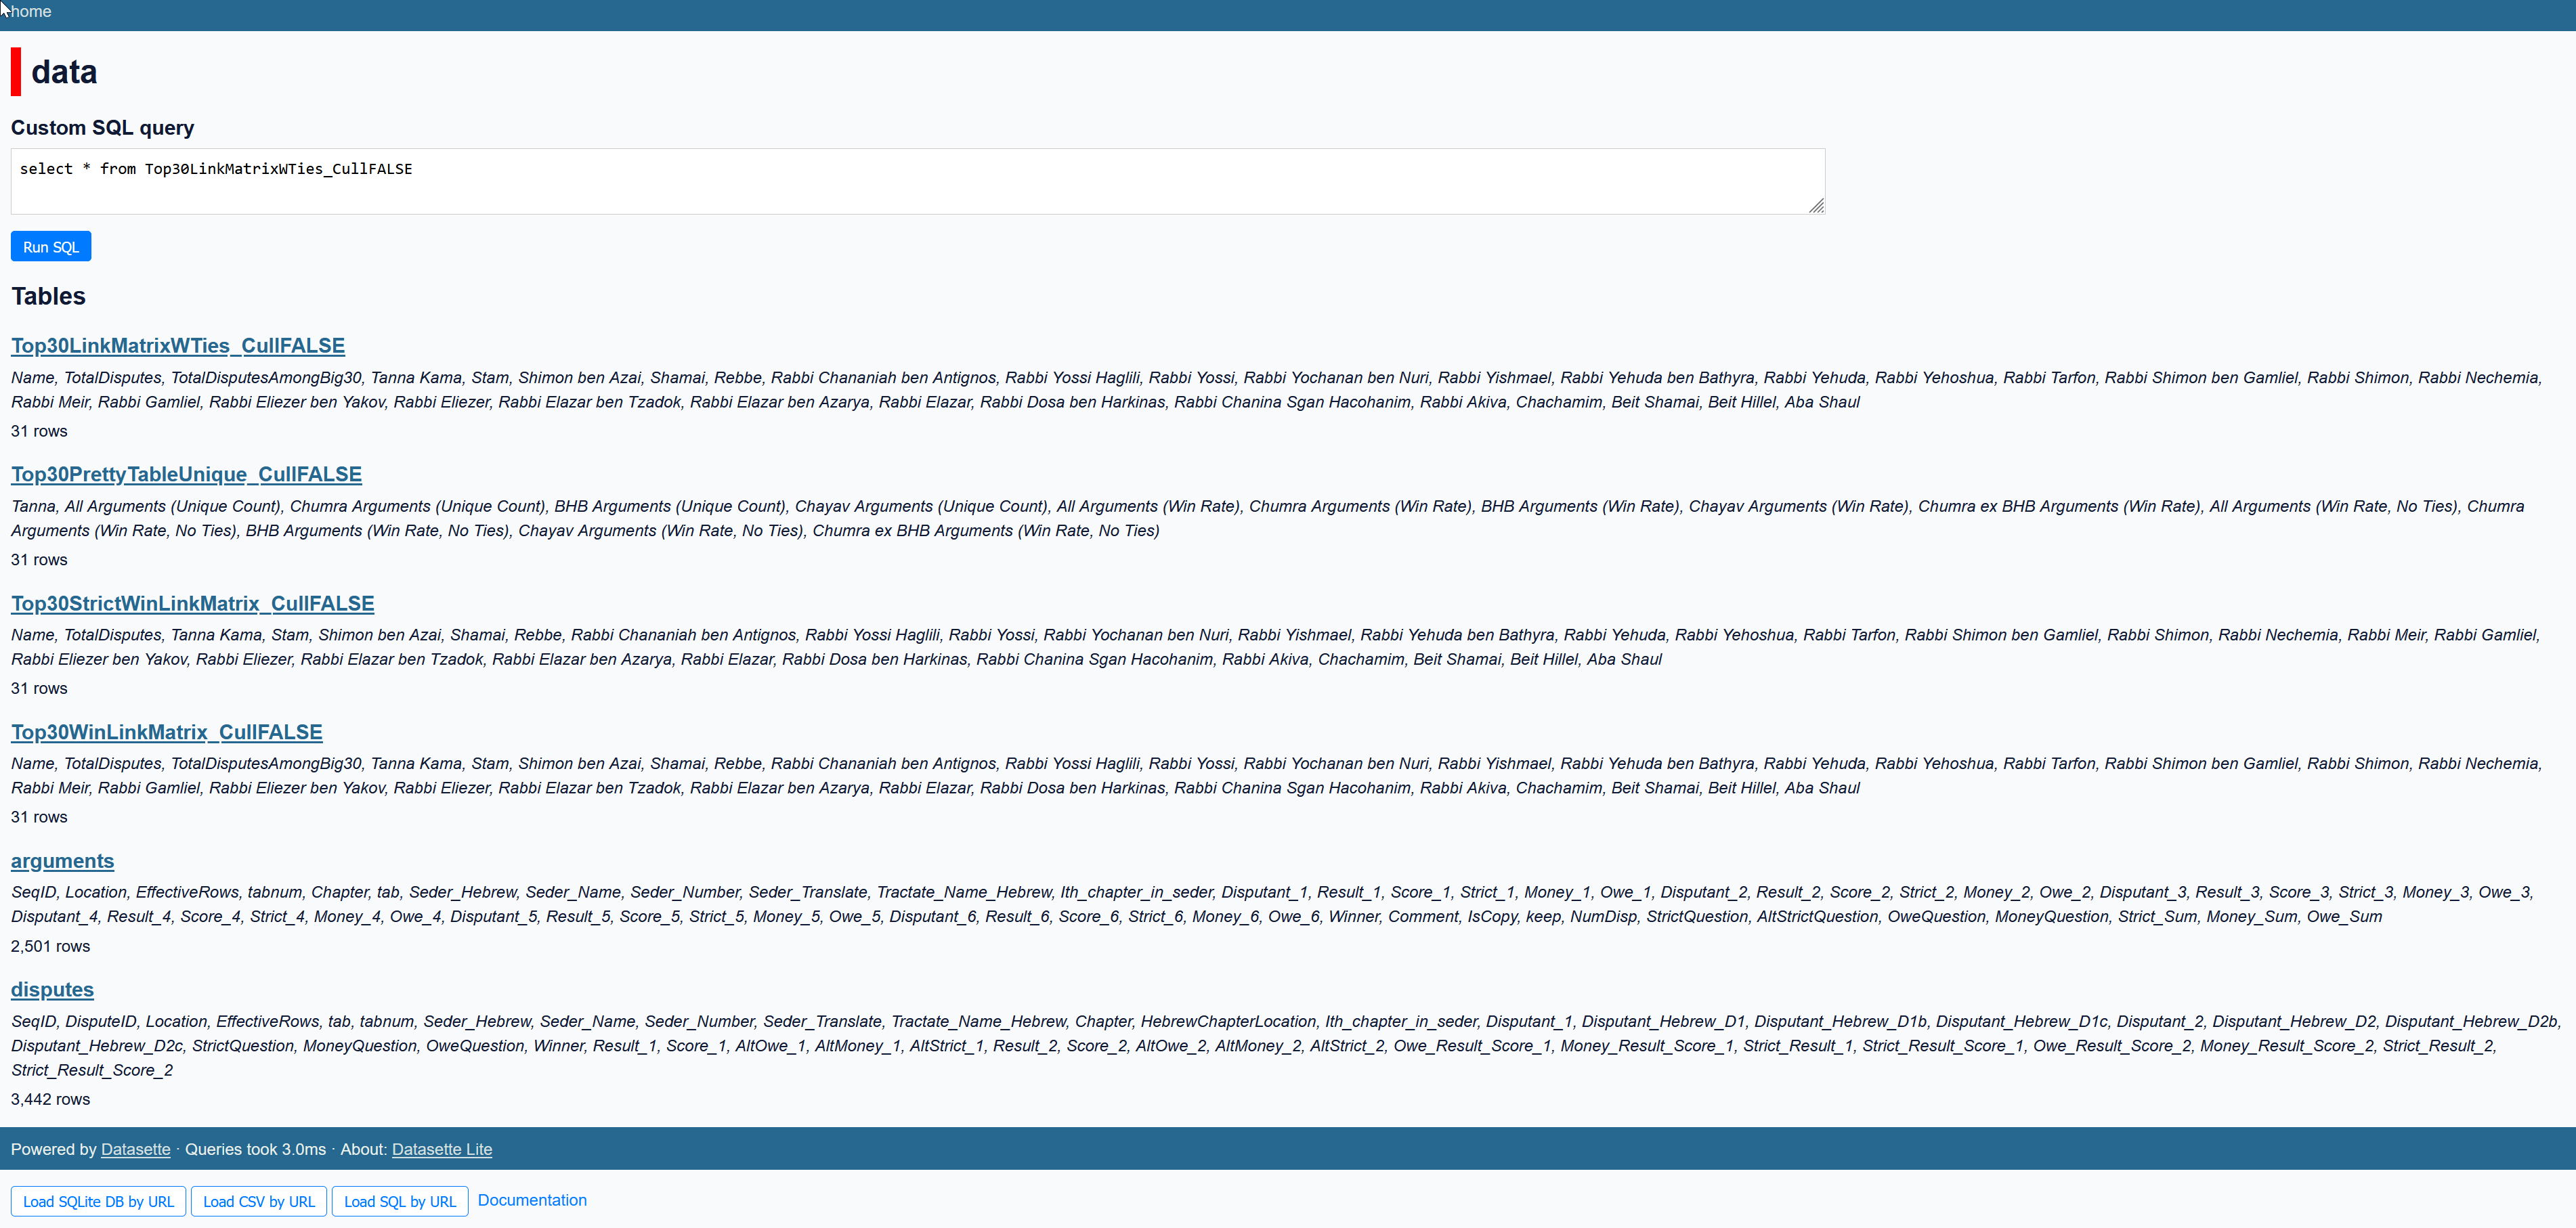 home
data
Custom SQL query
select * from Top30LinkMatrixWTies_CullFALSE
Run SQL
Tables
Top30LinkMatrixWTies_CullFALSE
Name, TotalDisputes, TotalDisputesAmongBig30, Tanna Kama, Stam, Shimon ben Azai, Shamai, Rebbe, Rabbi Chananiah ben Antignos, Rabbi Yossi Haglili, Rabbi Yossi, Rabbi Yochanan ben Nuri, Rabbi Yishmael, Rabbi Yehuda ben Bathyra, Rabbi Yehuda, Rabbi Yehoshua, Rabbi Tarfon, Rabbi Shimon ben Gamliel, Rabbi Shimon, Rabbi Nechemia,
Rabbi Meir, Rabbi Gamliel, Rabbi Eliezer ben Yakov, Rabbi Eliezer, Rabbi Elazar ben Tzadok, Rabbi Elazar ben Azarya, Rabbi Elazar, Rabbi Dosa ben Harkinas, Rabbi Chanina Sgan Hacohanim, Rabbi Akiva, Chachamim, Beit Shamai, Beit Hillel, Aba Shaul
31 rows
Top30PrettyTableUnique_CullFALSE
Tanna, All Arguments (Unique Count), Chumra Arguments (Unique Count), BHB Arguments (Unique Count), Chayav Arguments (Unique Count), All Arguments (Win Rate), Chumra Arguments (Win Rate), BHB Arguments (Win Rate), Chayav Arguments (Win Rate), Chumra ex BHB Arguments (Win Rate), All Arguments (Win Rate, No Ties), Chumra
Arguments (Win Rate, No Ties), BHB Arguments (Win Rate, No Ties), Chayav Arguments (Win Rate, No Ties), Chumra ex BHB Arguments (Win Rate, No Ties)
31 rows
Top30StrictWinLinkMatrix_CullFALSE
Name, TotalDisputes, Tanna Kama, Stam, Shimon ben Azai, Shamai, Rebbe, Rabbi Chananiah ben Antignos, Rabbi Yossi Haglili, Rabbi Yossi, Rabbi Yochanan ben Nuri, Rabbi Yishmael, Rabbi Yehuda ben Bathyra, Rabbi Yehuda, Rabbi Yehoshua, Rabbi Tarfon, Rabbi Shimon ben Gamliel, Rabbi Shimon, Rabbi Nechemia, Rabbi Meir, Rabbi Gamliel,
Rabbi Eliezer ben Yakov, Rabbi Eliezer, Rabbi Elazar ben Tzadok, Rabbi Elazar ben Azarya, Rabbi Elazar, Rabbi Dosa ben Harkinas, Rabbi Chanina Sgan Hacohanim, Rabbi Akiva, Chachamim, Beit Shamai, Beit Hillel, Aba Shaul
31 rows
Top30WinLinkMatrix_CullFALSE
Name, TotalDisputes, TotalDisputesAmongBig30, Tanna Kama, Stam, Shimon ben Azai, Shamai, Rebbe, Rabbi Chananiah ben Antignos, Rabbi Yossi Haglili, Rabbi Yossi, Rabbi Yochanan ben Nuri, Rabbi Yishmael, Rabbi Yehuda ben Bathyra, Rabbi Yehuda, Rabbi Yehoshua, Rabbi Tarfon, Rabbi Shimon ben Gamliel, Rabbi Shimon, Rabbi Nechemia,
Rabbi Meir, Rabbi Gamliel, Rabbi Eliezer ben Yakov, Rabbi Eliezer, Rabbi Elazar ben Tzadok, Rabbi Elazar ben Azarya, Rabbi Elazar, Rabbi Dosa ben Harkinas, Rabbi Chanina Sgan Hacohanim, Rabbi Akiva, Chachamim, Beit Shamai, Beit Hillel, Aba Shaul
31 rows
arguments
SeqID, Location, EffectiveRows, tabnum, Chapter, tab, Seder_Hebrew, Seder_Name, Seder_Number, Seder_Translate, Tractate_Name_Hebrew, Ith_chapter_in_seder, Disputant_1, Result_1, Score_1, Strict_1, Money_1, Owe_1, Disputant_2, Result_2, Score_2, Strict_2, Money_2, Owe_2, Disputant_3, Result_3, Score_3, Strict_3, Money_3, Owe_3,
Disputant_4, Result_4, Score_4, Strict_4, Money_4, Owe_4, Disputant_5, Result_5, Score_5, Strict_5, Money_5, Owe_5, Disputant_6, Result_6, Score_6, Strict_6, Money_6, Owe_6, Winner, Comment, IsCopy, keep, NumDisp, StrictQuestion, AltStrictQuestion, OweQuestion, MoneyQuestion, Strict_Sum, Money_Sum, Owe_Sum
2,501 rows
disputes
SeqID, DisputeID, Location, EffectiveRows, tab, tabnum, Seder_Hebrew, Seder_Name, Seder_Number, Seder_Translate, Tractate_Name_Hebrew, Chapter, HebrewChapterLocation, Ith_chapter_in_seder, Disputant_1, Disputant_Hebrew_D1, Disputant_Hebrew_D1b, Disputant_Hebrew_D1c, Disputant_2, Disputant_Hebrew_D2, Disputant_Hebrew_D2b,
Disputant_Hebrew_D2c, StrictQuestion, MoneyQuestion, OweQuestion, Winner, Result_1, Score_1, AltOwe_1, AltMoney_1, AltStrict_1, Result_2, Score_2, AltOwe_2, AltMoney_2, AltStrict_2, Owe_Result_Score_1, Money_Result_Score_1, Strict_Result_1, Strict_Result_Score_1, Owe_Result_Score_2, Money_Result_Score_2, Strict_Result_2,
Strict_Result_Score_2
3,442 rows
Powered by Datasette · Queries took 3.0ms · About: Datasette Lite
Load SQLite DB by URL Load CSV by URL Load SQL by URL Documentation